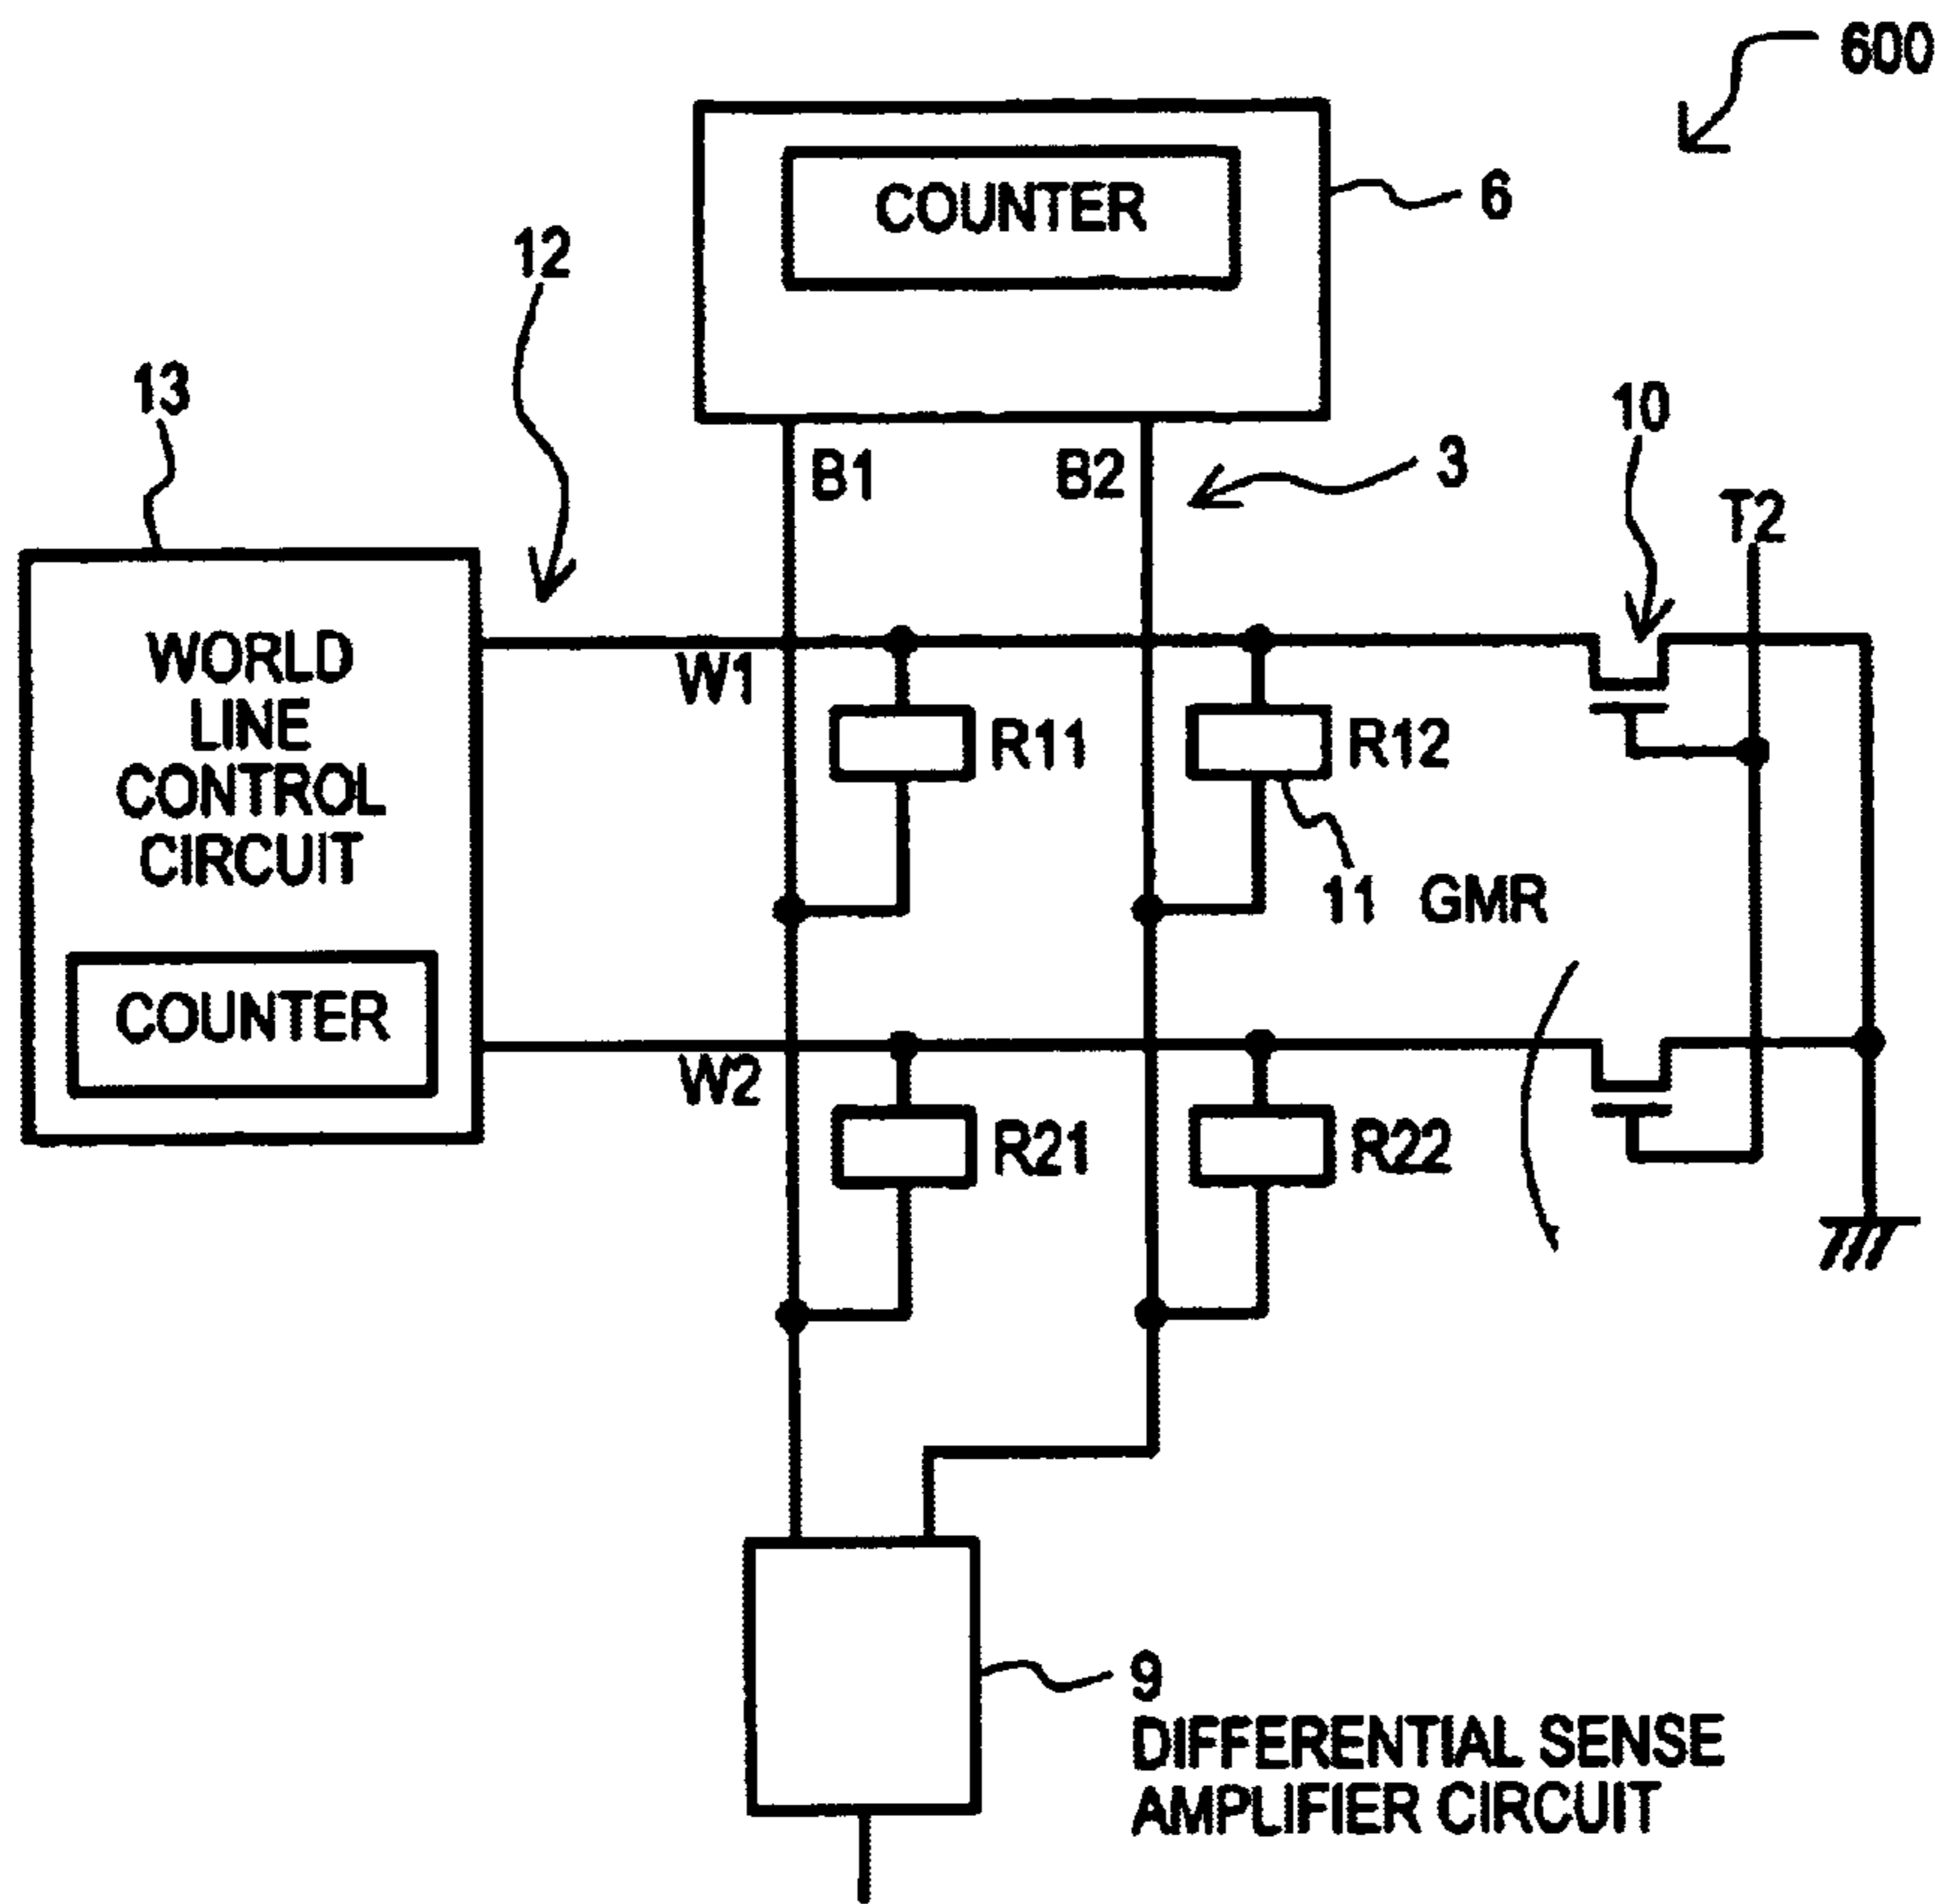 600
COUNTER
6
12
13
10
B1
B2
3
T2
WORLD
LINE
CONTROL
CIRCUIT
W1
R11
R12
11 GMR
COUNTER
W2
R21
R22
9
DIFFERENTIAL SENSE
AMPLIFIER CIRCUIT